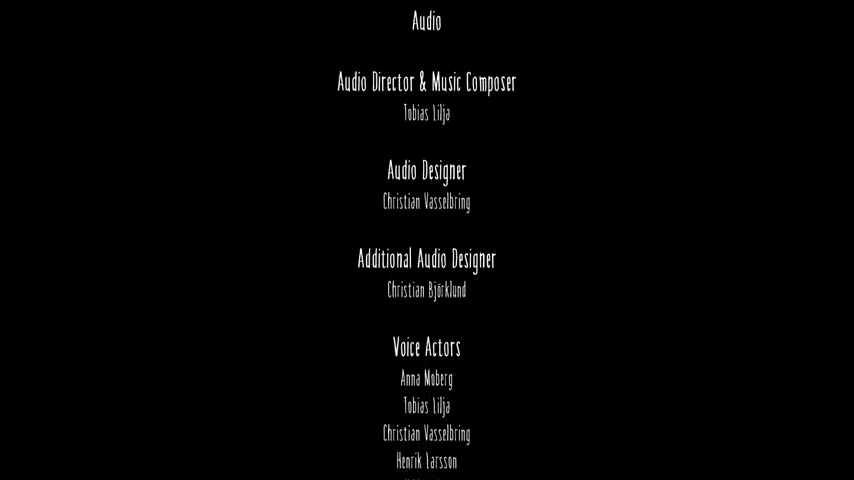 Audio
Audio Director & Music Composer
Tobias Lilja
Audio Designer
Christian Vasselbring
Additional Audio Designer
Christian Björklund
Voice Actors
Anna Moberg
Tobias Lilja
Christian Vasselbring
Henrik Larsson